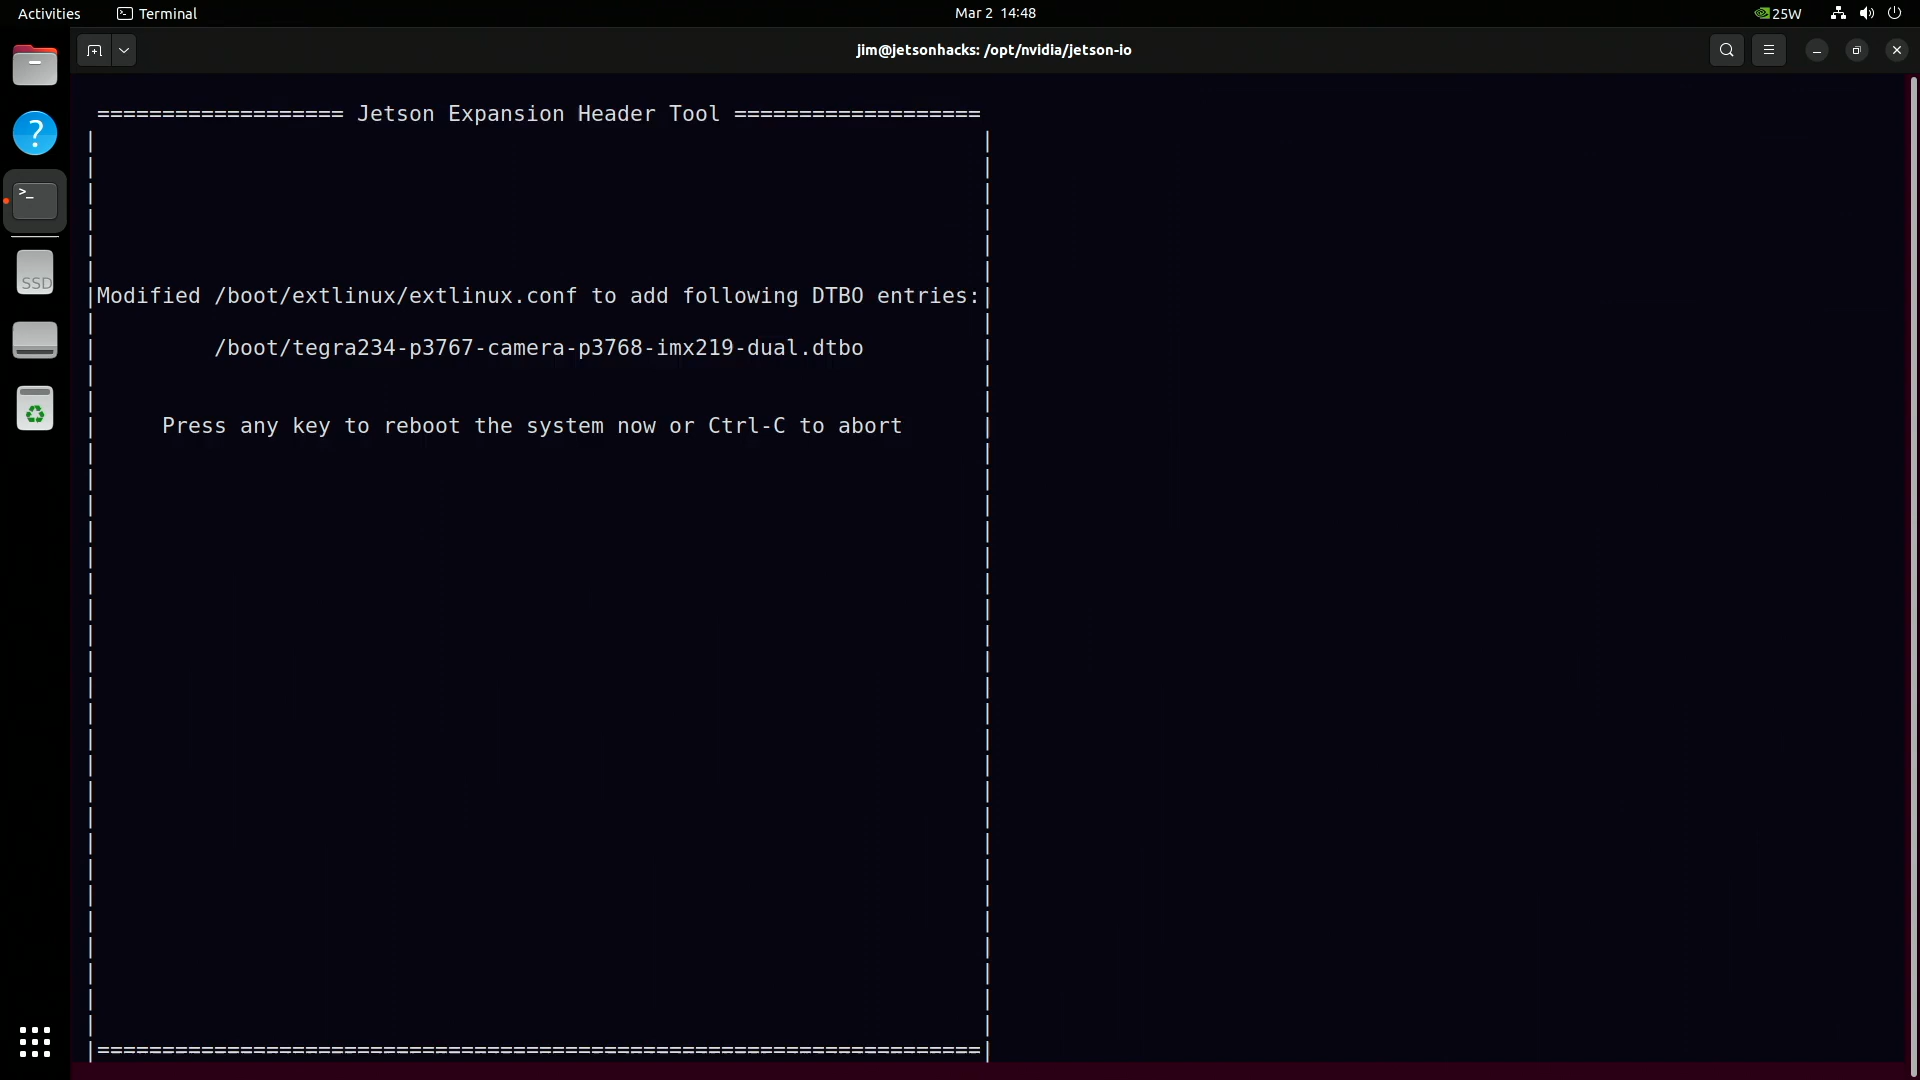 Activities
Terminal
Mar 2 14:48
25W
jim@jetsonhacks: /opt/nvidia/jetson-io
=================== Jetson Expansion Header Tool ===================
Modified /boot/extlinux/extlinux.conf to add following DTBO entries:
/boot/tegra234-p3767-camera-p3768-imx219-dual.dtbo
Press any key to reboot the system now or Ctrl-C to abort
====================================================================
SSD